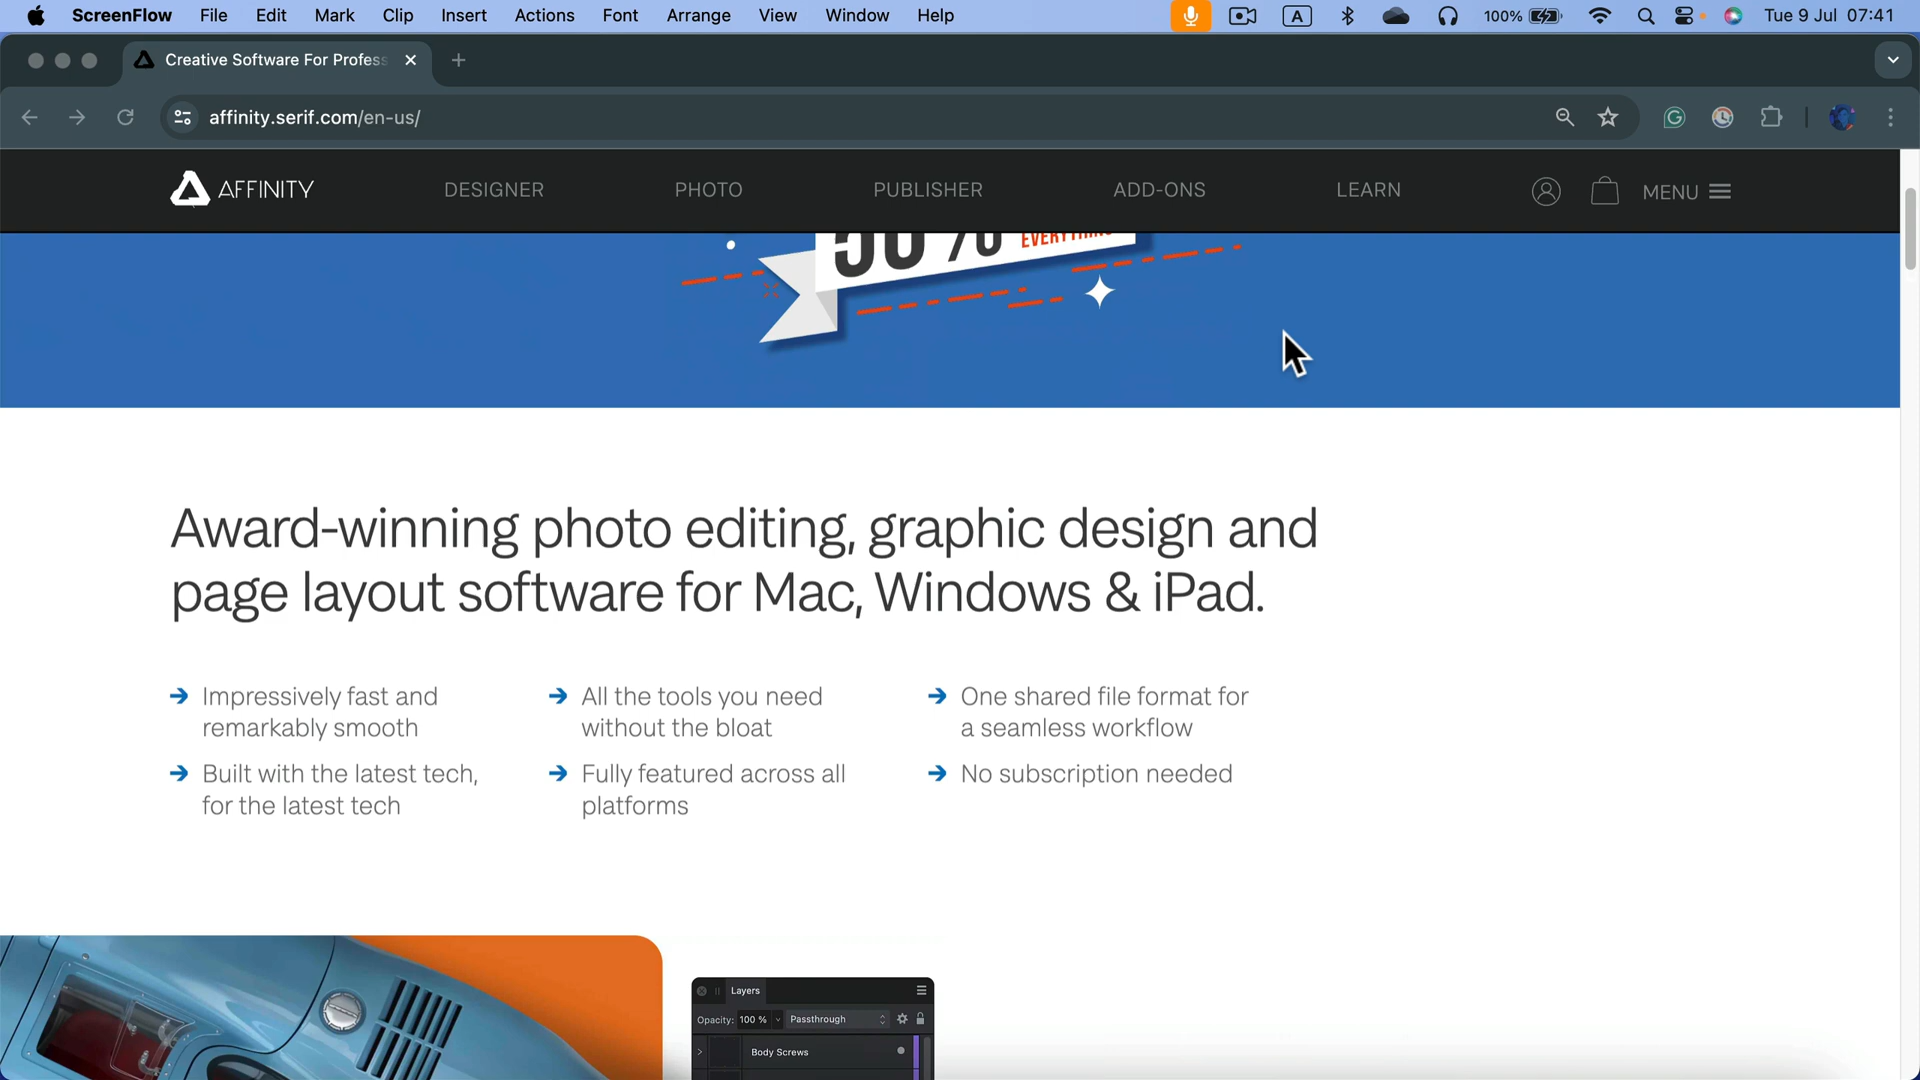 ScreenFlow File Edit Mark Clip Insert Actions Font Arrange View Window Help A 100% Tue 9 Jul 07:41
Creative Software For Profess
affinity.serif.com/en-us/
AFFINITY DESIGNER PHOTO PUBLISHER ADD-ONS LEARN MENU
50% EVERYTHING
Award-winning photo editing, graphic design and
page layout software for Mac, Windows & iPad.
Impressively fast and
remarkably smooth
All the tools you need
without the bloat
One shared file format for
a seamless workflow
Built with the latest tech,
for the latest tech
Fully featured across all
platforms
No subscription needed
Layers
Opacity: 100 % Passthrough
Body Screws